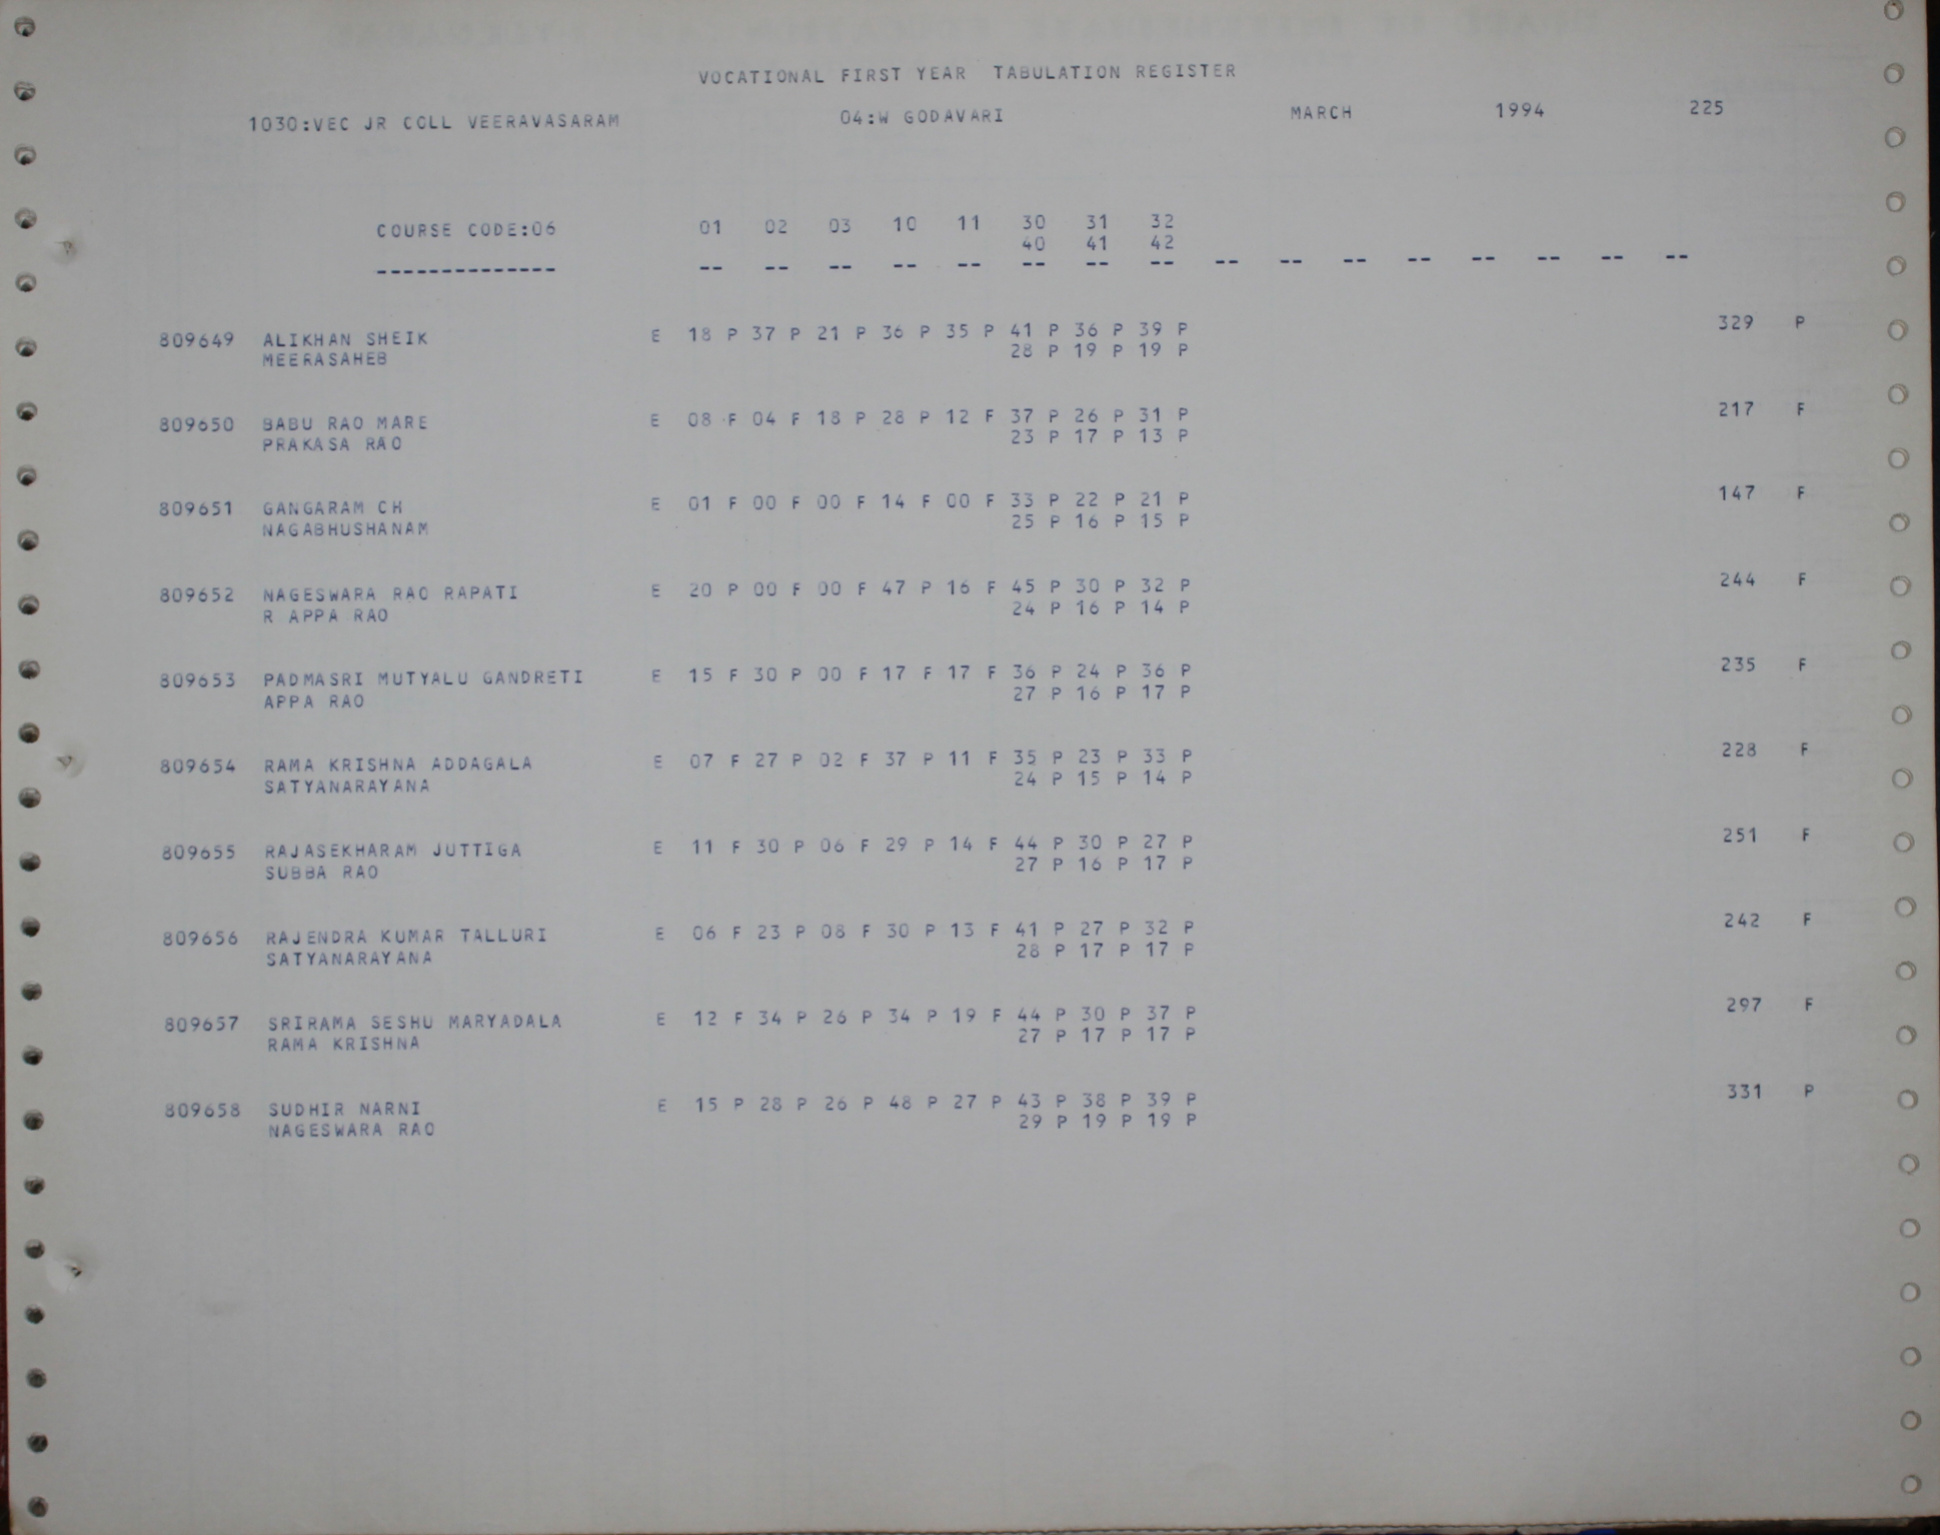 VOCATIONAL FIRST YEAR TABULATION REGISTER
1030:VEC JR COLL VEERAVASARAM 04:W GODAVARI MARCH 1994 225
COURSE CODE:06 01 02 03 10 11 30 31 32
40 41 42
-------------- -- -- -- -- -- -- -- -- -- -- -- -- -- -- -- --
809649 ALIKHAN SHEIK E 18 P 37 P 21 P 36 P 35 P 41 P 36 P 39 P 329 P
MEERASAHEB 28 P 19 P 19 P
809650 BABU RAO MARE E 08 F 04 F 18 P 28 P 12 F 37 P 26 P 31 P 217 F
PRAKASA RAO 23 P 17 P 13 P
809651 GANGARAM CH E 01 F 00 F 00 F 14 F 00 F 33 P 22 P 21 P 147 F
NAGABHUSHANAM 25 P 16 P 15 P
809652 NAGESWARA RAO RAPATI E 20 P 00 F 00 F 47 P 16 F 45 P 30 P 32 P 244 F
R APPA RAO 24 P 16 P 14 P
809653 PADMASRI MUTYALU GANDRETI E 15 F 30 P 00 F 17 F 17 F 36 P 24 P 36 P 235 F
APPA RAO 27 P 16 P 17 P
809654 RAMA KRISHNA ADDAGALA E 07 F 27 P 02 F 37 P 11 F 35 P 23 P 33 P 228 F
SATYANARAYANA 24 P 15 P 14 P
809655 RAJASEKHARAM JUTTIGA E 11 F 30 P 06 F 29 P 14 F 44 P 30 P 27 P 251 F
SUBBA RAO 27 P 16 P 17 P
809656 RAJENDRA KUMAR TALLURI E 06 F 23 P 08 F 30 P 13 F 41 P 27 P 32 P 242 F
SATYANARAYANA 28 P 17 P 17 P
809657 SRIRAMA SESHU MARYADALA E 12 F 34 P 26 P 34 P 19 F 44 P 30 P 37 P 297 F
RAMA KRISHNA 27 P 17 P 17 P
809658 SUDHIR NARNI E 15 P 28 P 26 P 48 P 27 P 43 P 38 P 39 P 331 P
NAGESWARA RAO 29 P 19 P 19 P